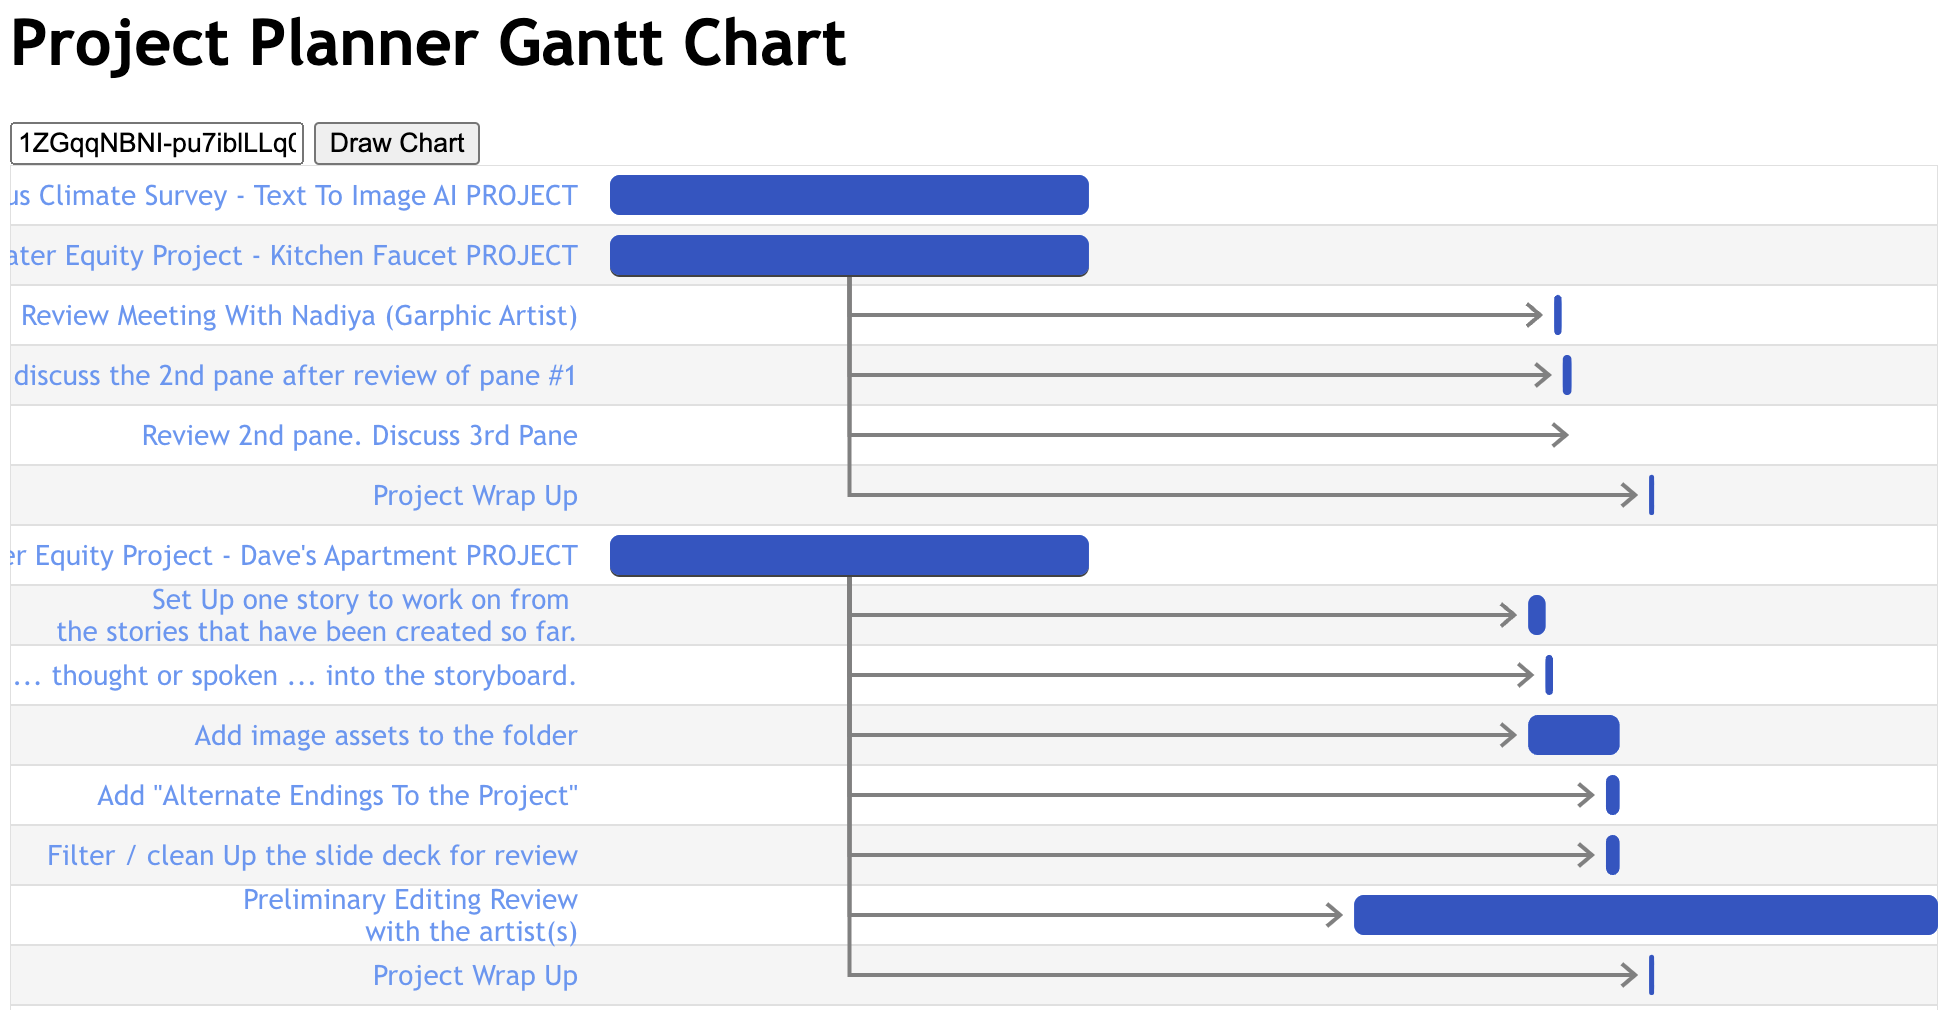 Project Planner Gantt Chart
Draw Chart
Climate Survey - Text To Image AI PROJECT
Equity Project - Kitchen Faucet PROJECT
Review Meeting With Nadiya (Garphic Artist)
discuss the 2nd pane after review of pane #1
Review 2nd pane. Discuss 3rd Pane
Project Wrap Up
Equity Project - Dave's Apartment PROJECT
Set Up one story to work on from
the stories that have been created so far.
... thought or spoken ... into the storyboard.
Add image assets to the folder
Add "Alternate Endings To the Project"
Filter / clean Up the slide deck for review
Preliminary Editing Review
with the artist(s)
Project Wrap Up